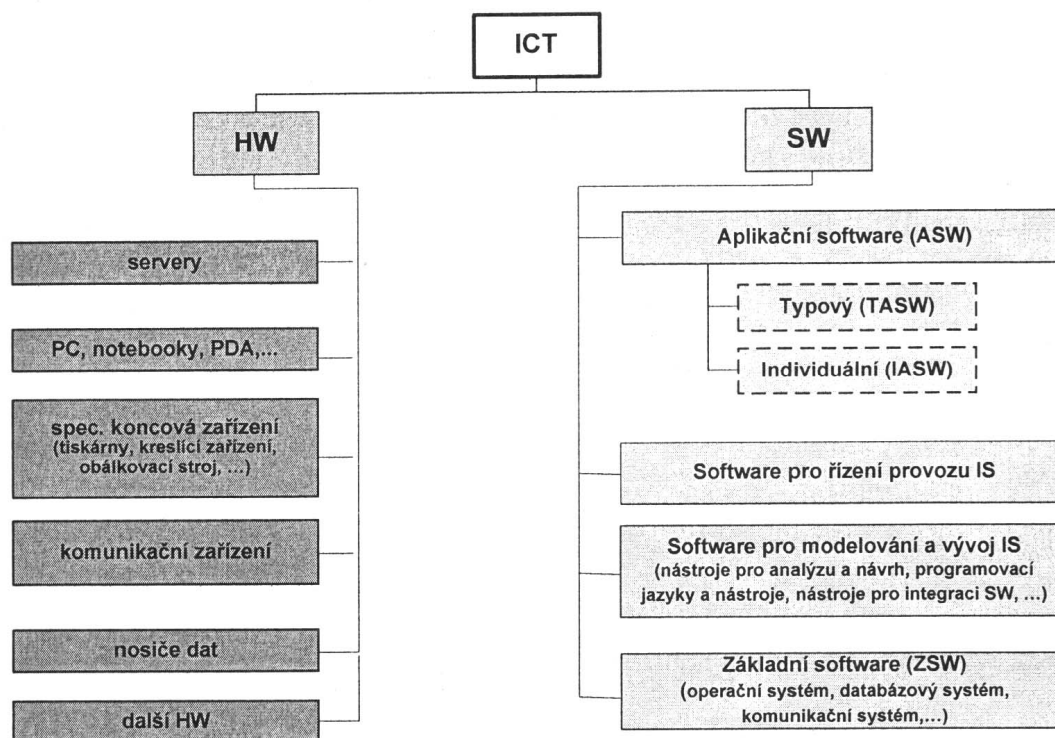 ICT
HW
SW
servery
PC, notebooky, PDA,...
spec. koncová zařízení
(tiskárny, kreslící zařízení,
obálkovací stroj, ...)
komunikační zařízení
nosiče dat
další HW
Aplikační software (ASW)
Typový (TASW)
Individuální (IASW)
Software pro řízení provozu IS
Software pro modelování a vývoj IS
(nástroje pro analýzu a návrh, programovací
jazyky a nástroje, nástroje pro integraci SW, ...)
Základní software (ZSW)
(operační systém, databázový systém,
komunikační systém,...)